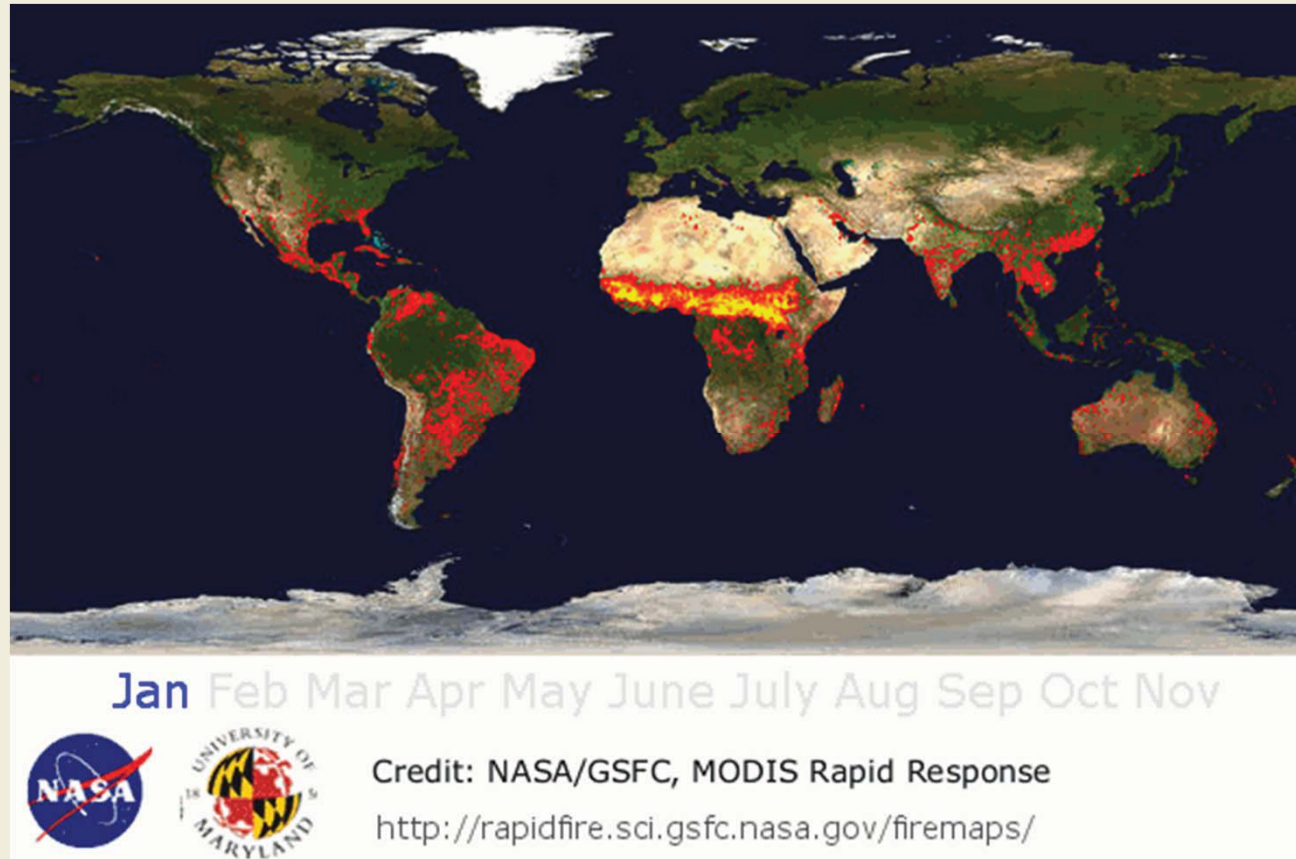 Jan Feb Mar Apr May June July Aug Sep Oct Nov
NASA
UNIVERSITY OF
18
MARYLAND
Credit: NASA/GSFC, MODIS Rapid Response
http://rapidfire.sci.gsfc.nasa.gov/firemaps/